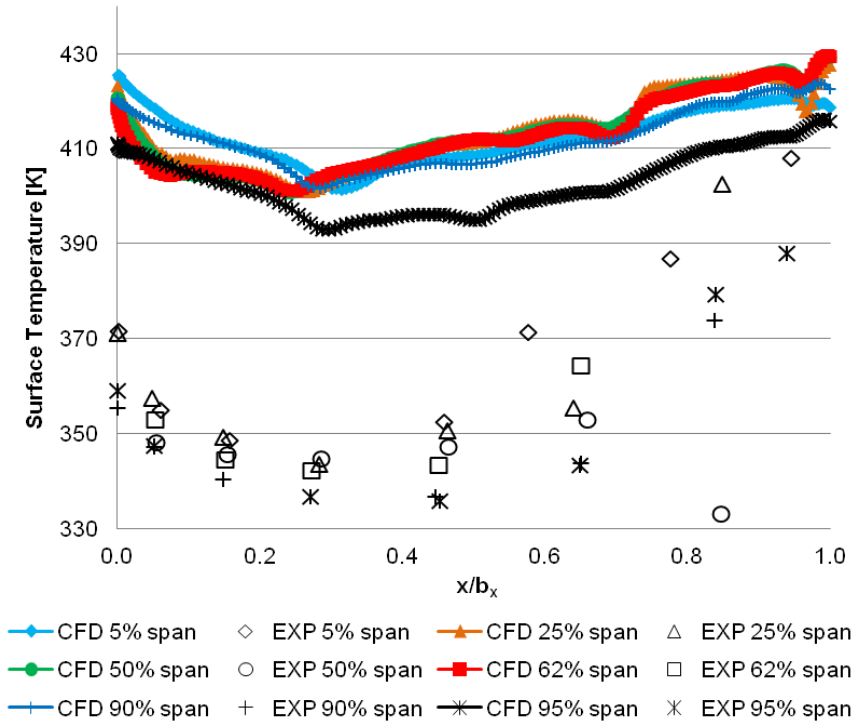 430
410
390
370
350
330
Surface Temperature [K]
0.0 0.2 0.4 0.6 0.8 1.0
x/bx
CFD 5% span EXP 5% span CFD 25% span EXP 25% span
CFD 50% span EXP 50% span CFD 62% span EXP 62% span
CFD 90% span EXP 90% span CFD 95% span EXP 95% span